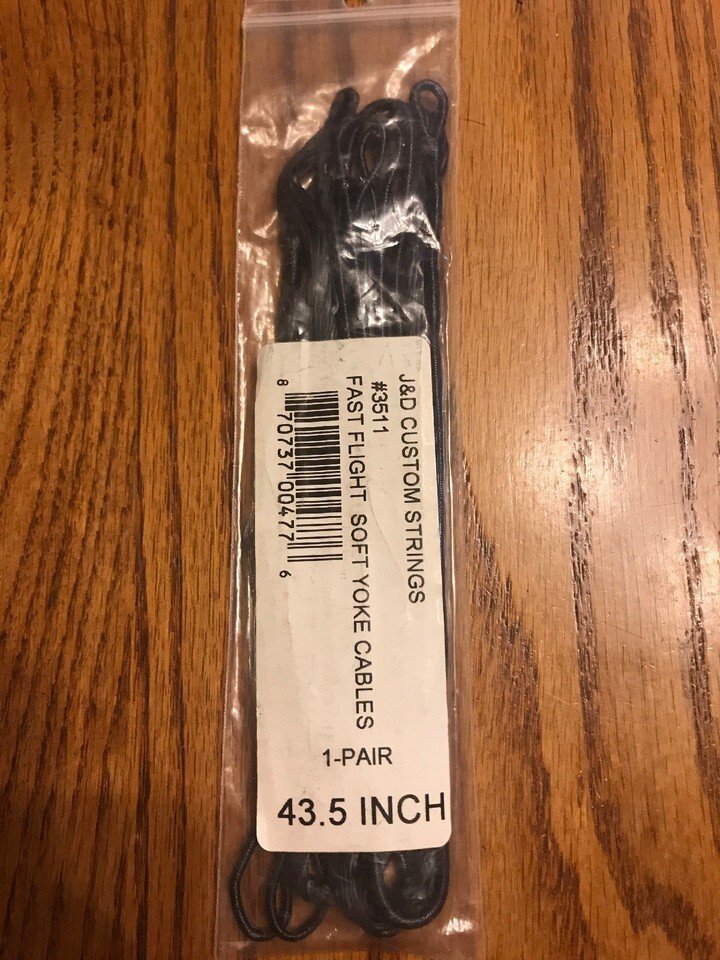 J&D CUSTOM STRINGS
#3511
FAST FLIGHT SOFT YOKE CABLES
8 70737 00477 6
1-PAIR
43.5 INCH